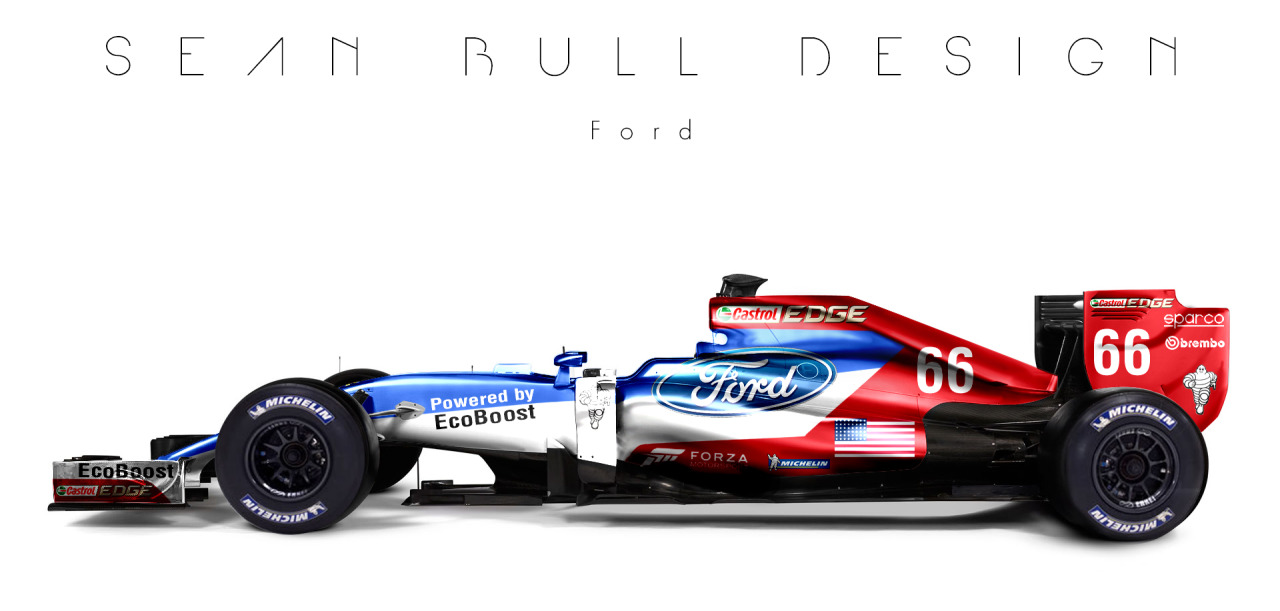 SEAN BULL DESIGN
Ford
Castrol EDGE
Castrol EDGE
sparco
66
brembo
66
Ford
Powered by
EcoBoost
MICHELIN
MICHELIN
FORZA
MOTORSPORT
MICHELIN
EcoBoost
Castrol EDGE
MICHELIN
MICHELIN